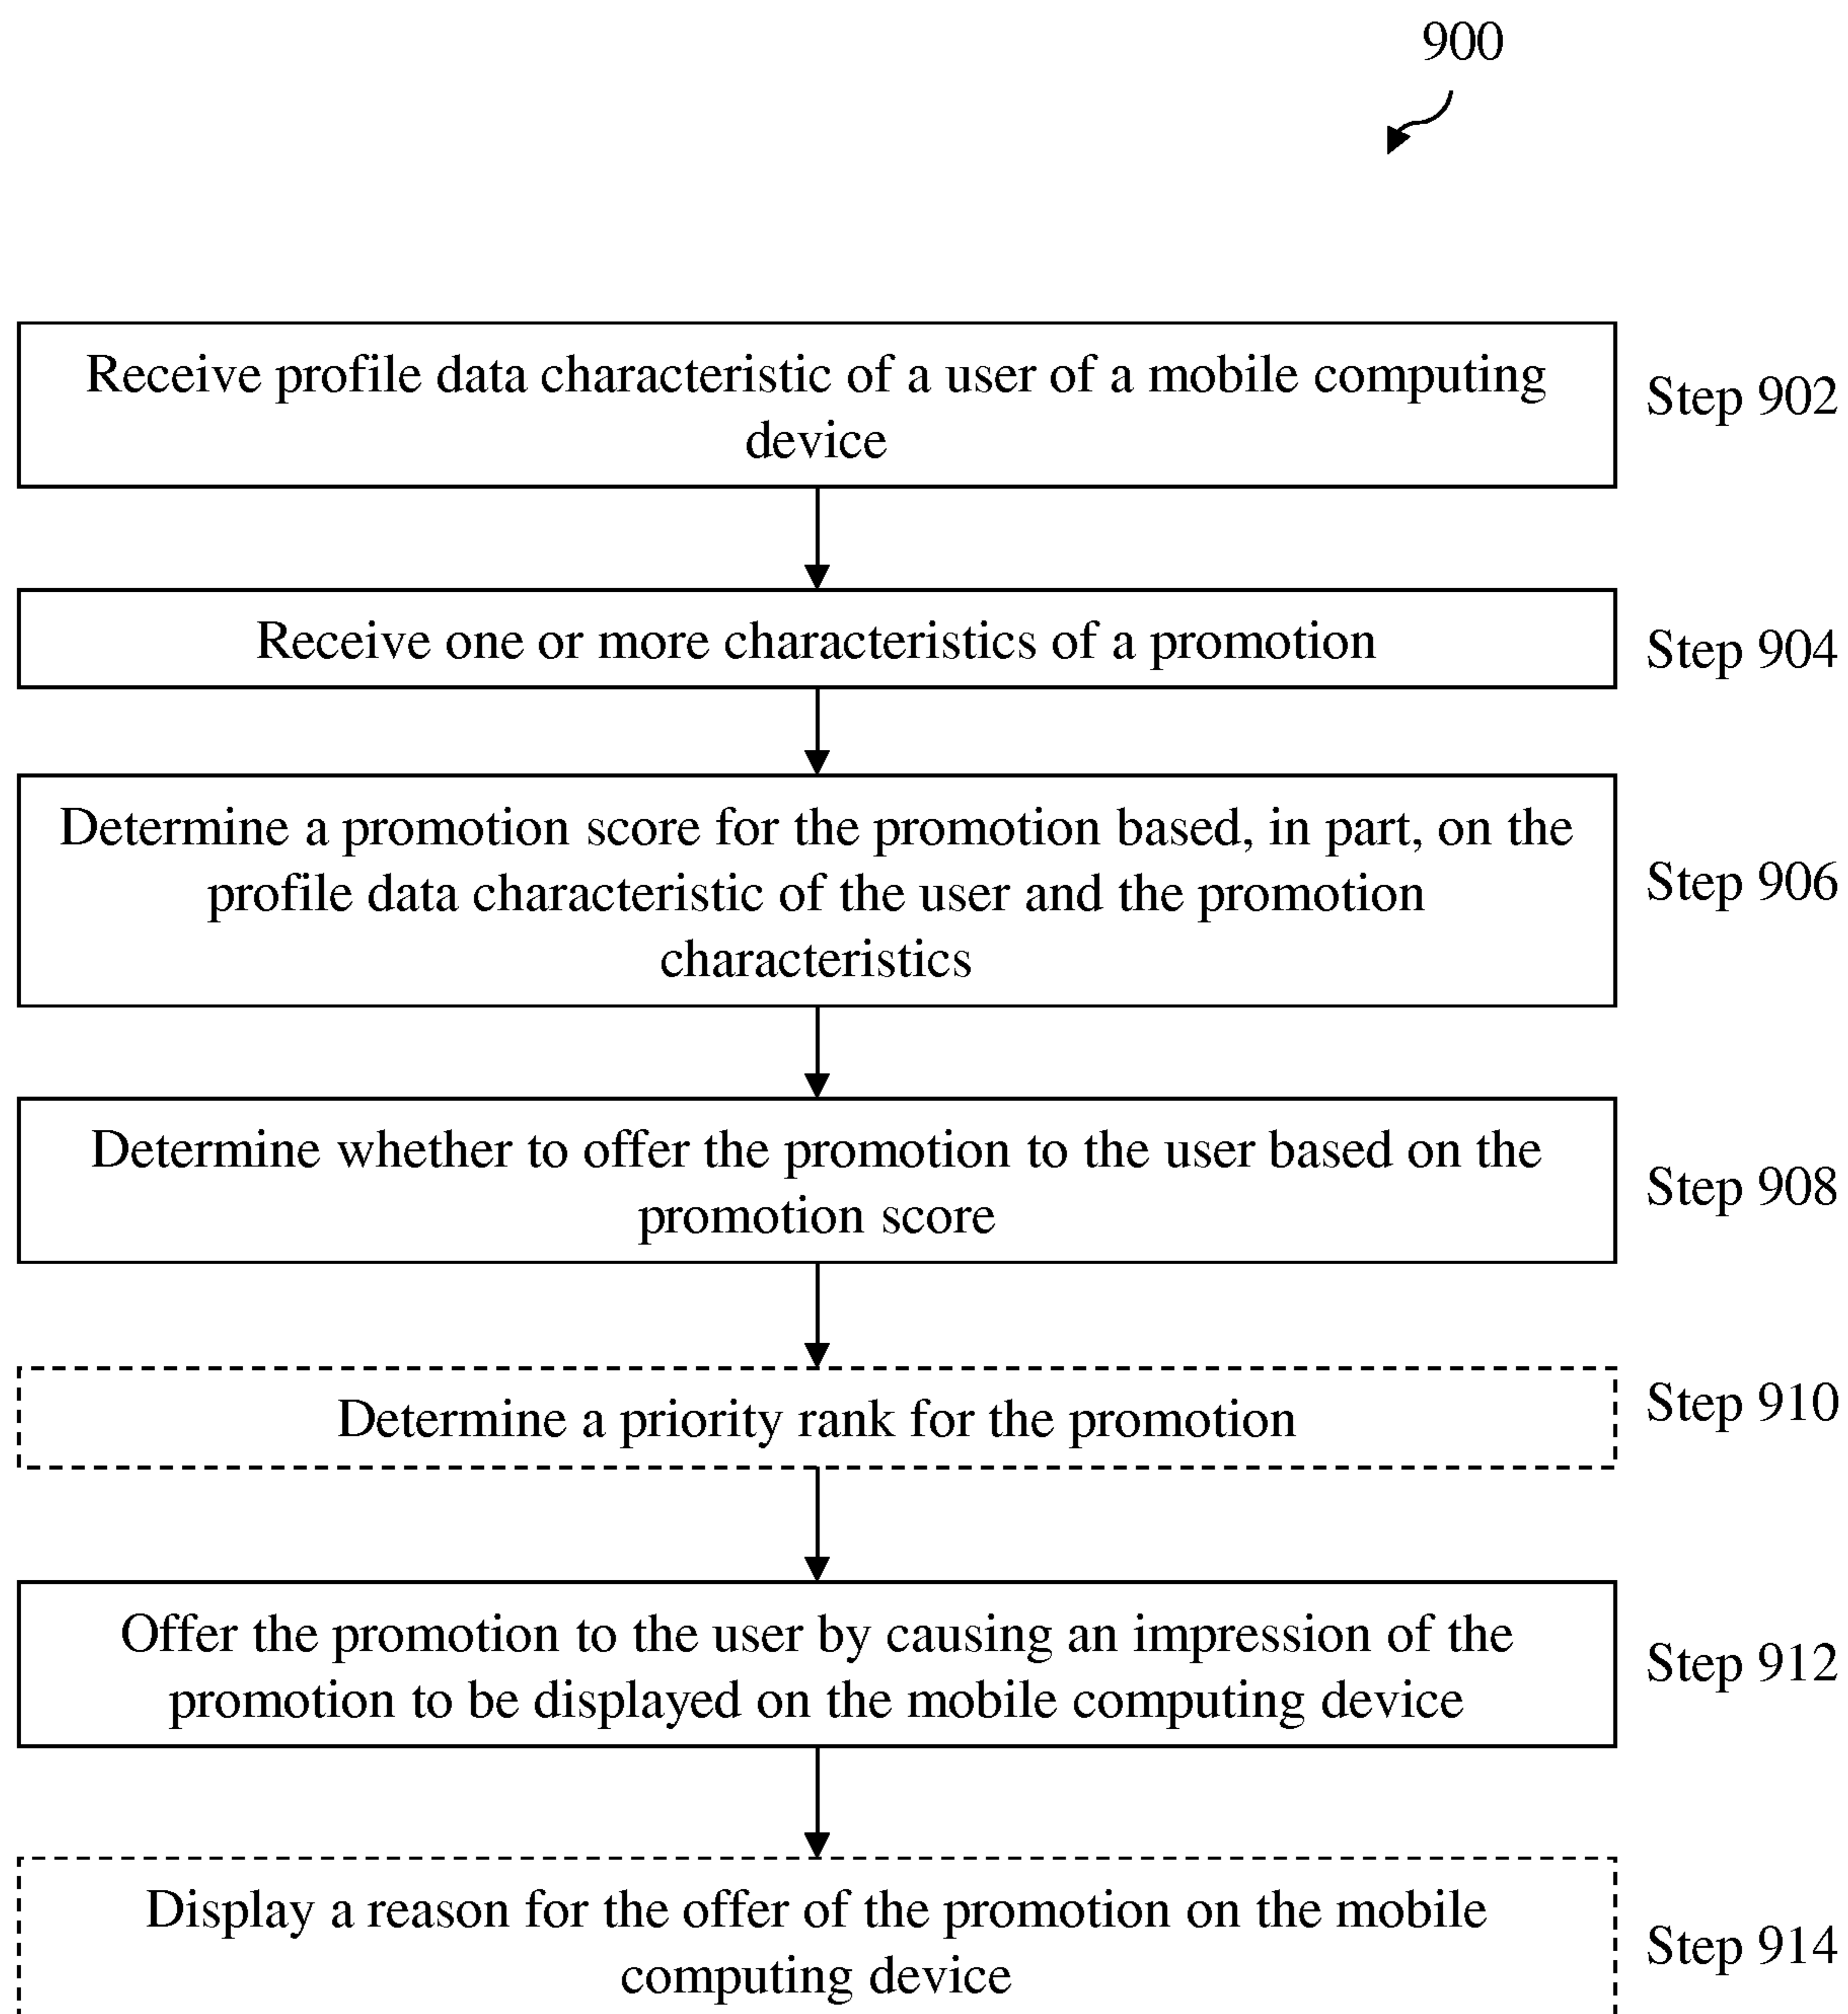 900
Receive profile data characteristic of a user of a mobile computing
device
Step 902
Receive one or more characteristics of a promotion
Step 904
Determine a promotion score for the promotion based, in part, on the
profile data characteristic of the user and the promotion
characteristics
Step 906
Determine whether to offer the promotion to the user based on the
promotion score
Step 908
Determine a priority rank for the promotion
Step 910
Offer the promotion to the user by causing an impression of the
promotion to be displayed on the mobile computing device
Step 912
Display a reason for the offer of the promotion on the mobile
computing device
Step 914